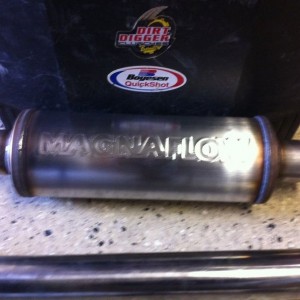 DIRT
DIGGER
Boyesen
QuickShot
MAGNAFLOW